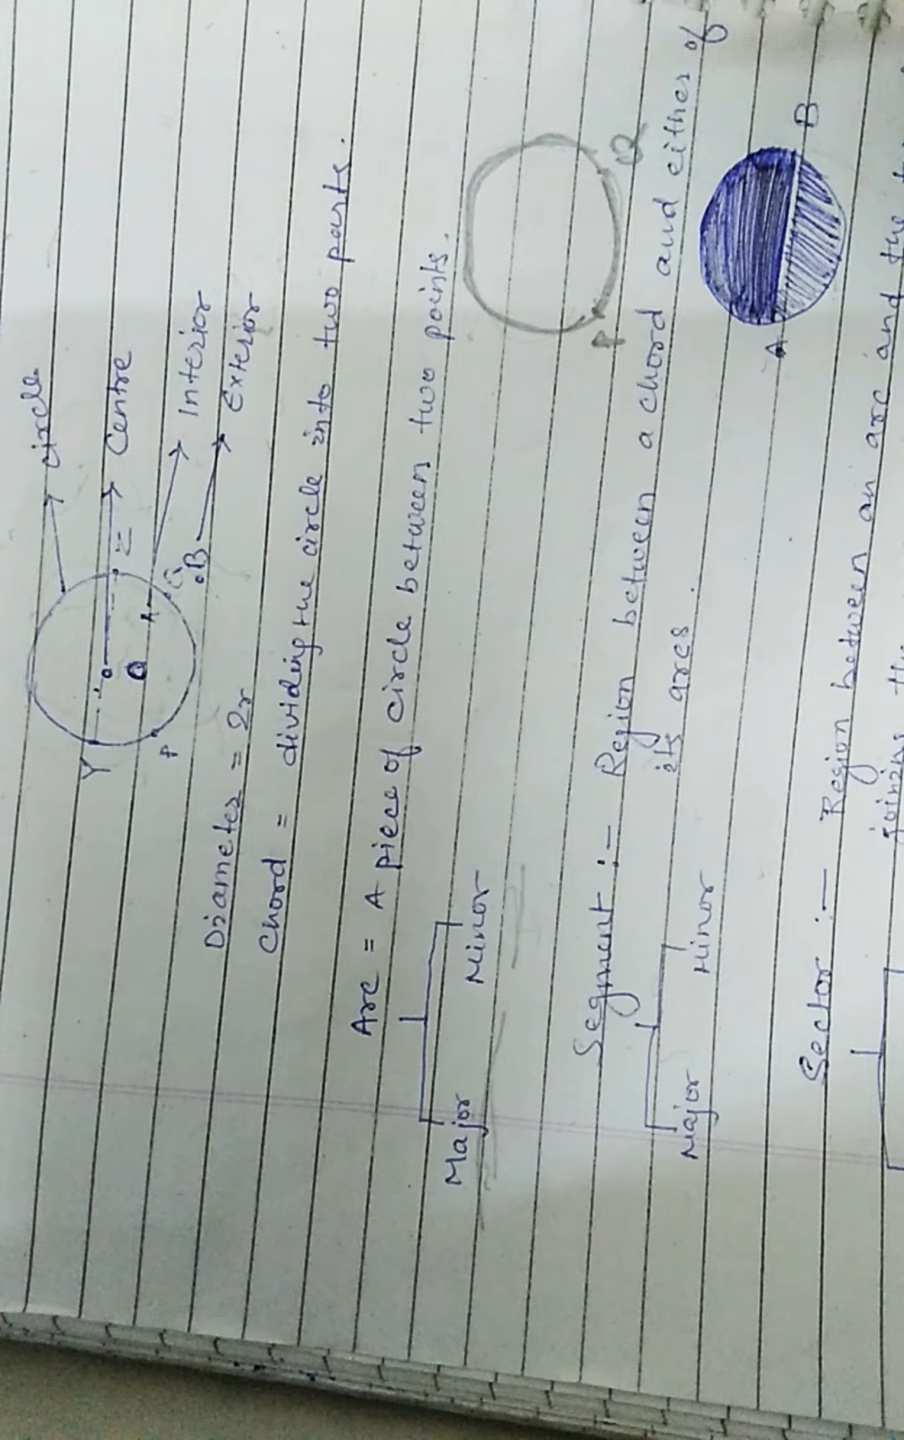 circle
Y
O
= → Centre
A
Interior
P
Q
.B
Exterior
Diameter = 2r
Chord = dividing the circle into two parts.
Arc = A piece of circle between two points.
Major
Minor
P
Q
Segment :- Region between a chord and either of
its arcs.
Major
Minor
A
B
Sector :- Region between an arc and the
joining the